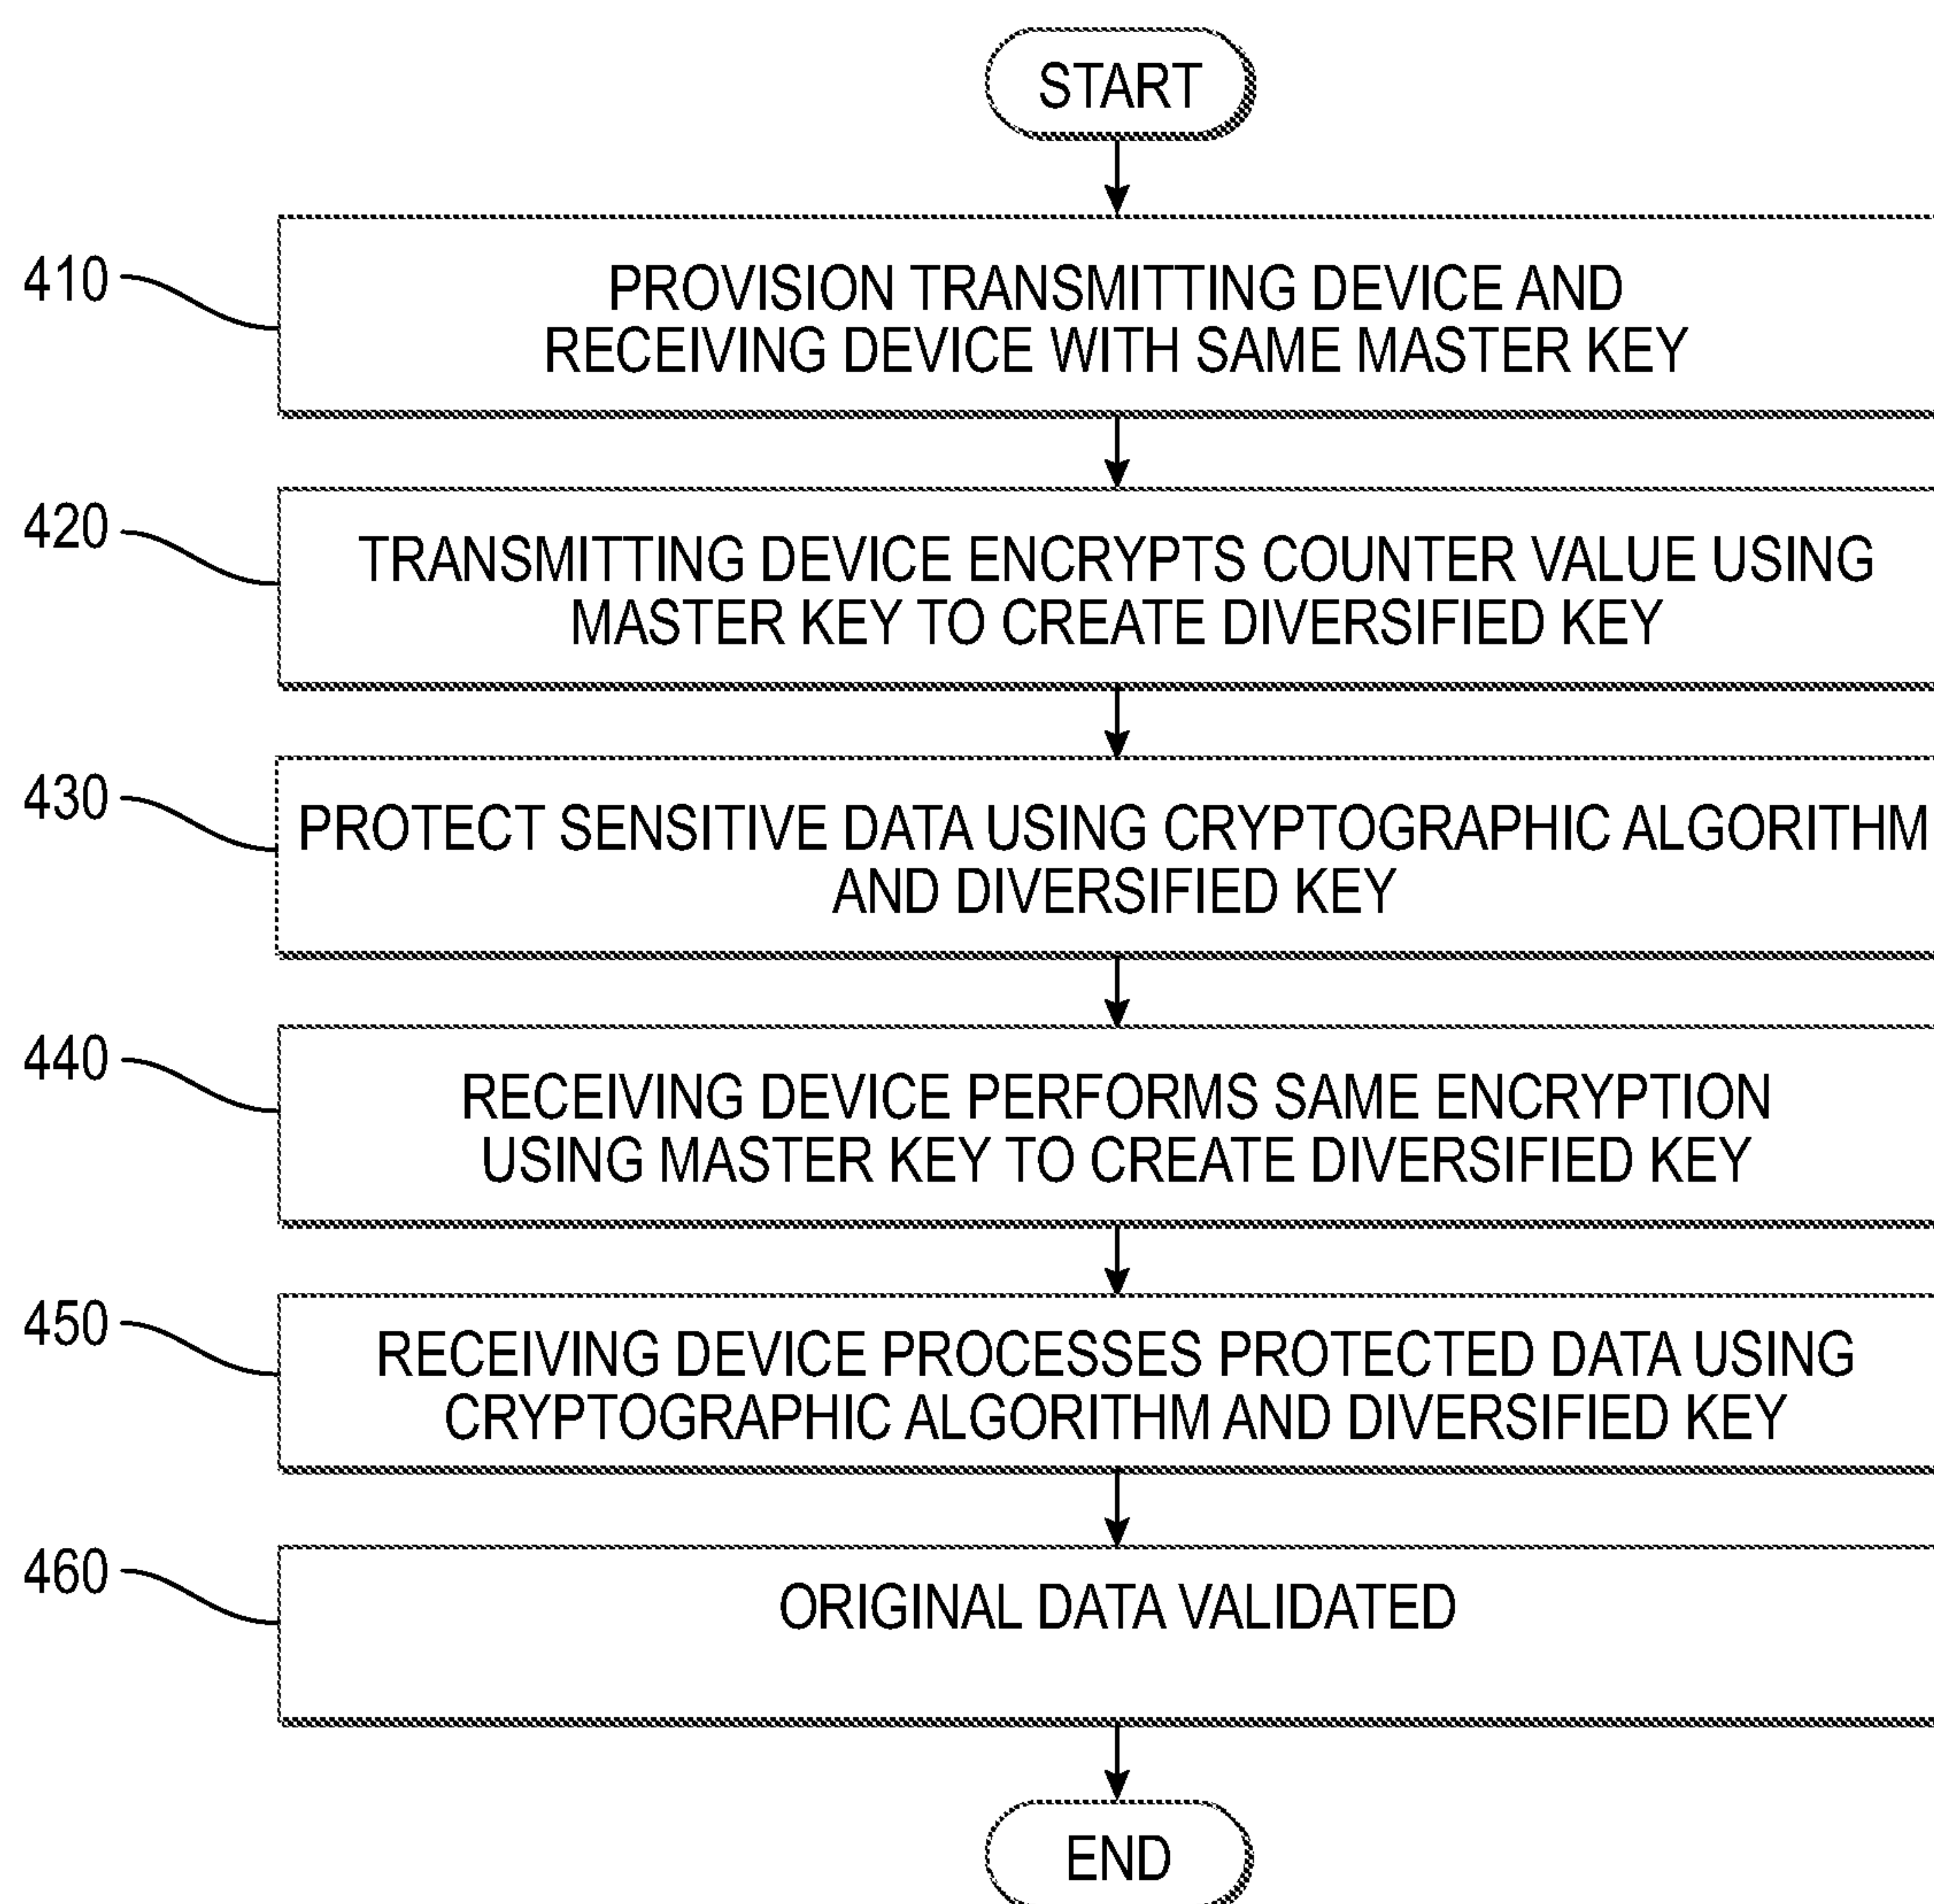 START
410
PROVISION TRANSMITTING DEVICE AND
RECEIVING DEVICE WITH SAME MASTER KEY
420
TRANSMITTING DEVICE ENCRYPTS COUNTER VALUE USING
MASTER KEY TO CREATE DIVERSIFIED KEY
430
PROTECT SENSITIVE DATA USING CRYPTOGRAPHIC ALGORITHM
AND DIVERSIFIED KEY
440
RECEIVING DEVICE PERFORMS SAME ENCRYPTION
USING MASTER KEY TO CREATE DIVERSIFIED KEY
450
RECEIVING DEVICE PROCESSES PROTECTED DATA USING
CRYPTOGRAPHIC ALGORITHM AND DIVERSIFIED KEY
460
ORIGINAL DATA VALIDATED
END